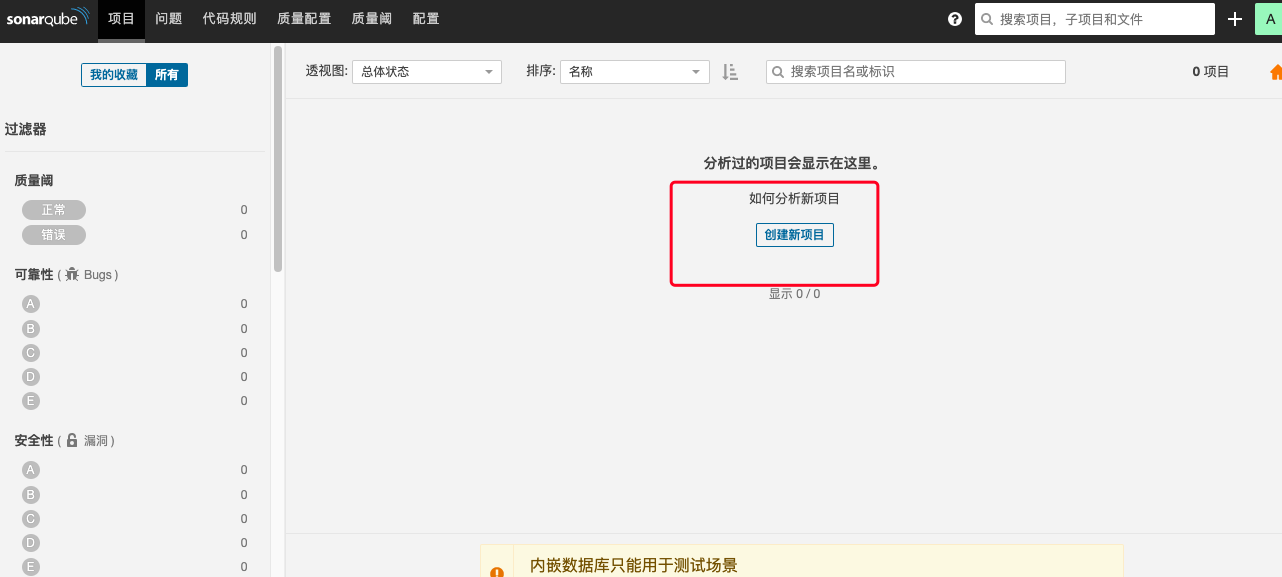 sonarqube 项目 问题 代码规则 质量配置 质量阈 配置 ? 搜索项目，子项目和文件 + A
我的收藏 所有
过滤器
质量阈
正常 0
错误 0
可靠性 ( Bugs )
A 0
B 0
C 0
D 0
E 0
安全性 ( 漏洞 )
A 0
B 0
C 0
D 0
E 0
透视图: 总体状态 排序: 名称 搜索项目名或标识 0 项目
分析过的项目会显示在这里。
如何分析新项目
创建新项目
显示 0 / 0
内嵌数据库只能用于测试场景